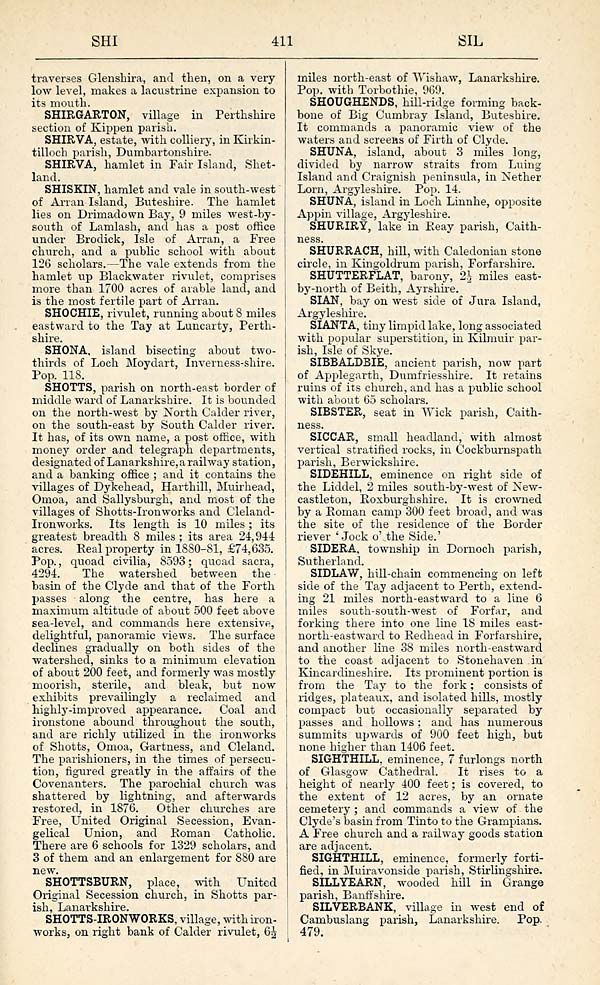 SHI 411 SIL
traverses Glenshira, and then, on a very
low level, makes a lacustrine expansion to
its mouth.
SHIRGARTON, village in Perthshire
section of Kippen parish.
SHIRVA, estate, with colliery, in Kirkin-
tilloch parish, Dumbartonshire.
SHIRVA, hamlet in Fair Island, Shet-
land.
SHISKIN, hamlet and vale in south-west
of Arran Island, Buteshire. The hamlet
lies on Drimadown Bay, 9 miles west-by-
south of Lamlash, and has a post office
under Brodick, Isle of Arran, a Free
church, and a public school with about
126 scholars.—The vale extends from the
hamlet up Blackwater rivulet, comprises
more than 1700 acres of arable land, and
is the most fertile part of Arran.
SHOCHIE, rivulet, running about 8 miles
eastward to the Tay at Luncarty, Perth-
shire.
SHONA, island bisecting about two-
thirds of Loch Moydart, Inverness-shire.
Pop. 118.
SHOTTS, parish on north-east border of
middle ward of Lanarkshire. It is bounded
on the north-west by North Calder river,
on the south-east by South Calder river.
It has, of its own name, a post office, with
money order and telegraph departments,
designated of Lanarkshire, a railway station,
and a banking office; and it contains the
villages of Dykehead, Harthill, Muirhead,
Omoa, and Sallysburgh, and most of the
villages of Shotts-Ironworks and Cleland-
Ironworks. Its length is 10 miles; its
greatest breadth 8 miles; its area 24,944
acres. Real property in 1880-81, £74,635.
Pop., quoad civilia, 8593; quoad sacra,
4294. The watershed between the
basin of the Clyde and that of the Forth
passes along the centre, has here a
maximum altitude of about 500 feet above
sea-level, and commands here extensive,
delightful, panoramic views. The surface
declines gradually on both sides of the
watershed, sinks to a minimum elevation
of about 200 feet, and formerly was mostly
moorish, sterile, and bleak, but now
exhibits prevailingly a reclaimed and
highly-improved appearance. Coal and
ironstone abound throughout the south,
and are richly utilized in the ironworks
of Shotts, Omoa, Gartness, and Cleland.
The parishioners, in the times of persecu-
tion, figured greatly in the affairs of the
Covenanters. The parochial church was
shattered by lightning, and afterwards
restored, in 1876. Other churches are
Free, United Original Secession, Evan-
gelical Union, and Roman Catholic.
There are 6 schools for 1329 scholars, and
3 of them and an enlargement for 880 are
new.
SHOTTSBURN, place, with United
Original Secession church, in Shotts par-
ish, Lanarkshire.
SHOTTS-IRONWORKS, village, with iron-
works, on right bank of Calder rivulet, 6½
miles north-east of Wishaw, Lanarkshire.
Pop. with Torbothie, 969.
SHOUGHENDS, hill-ridge forming back-
bone of Big Cumbray Island, Buteshire.
It commands a panoramic view of the
waters and screens of Firth of Clyde.
SHUNA, island, about 3 miles long,
divided by narrow straits from Luing
Island and Craignish peninsula, in Nether
Lorn, Argyleshire. Pop. 14.
SHUNA, island in Loch Linnhe, opposite
Appin village, Argyleshire.
SHURIRY, lake in Reay parish, Caith-
ness.
SHURRACH, hill, with Caledonian stone
circle, in Kingoldrum parish, Forfarshire.
SHUTTERFLAT, barony, 2½ miles east-
by-north of Beith, Ayrshire.
SIAN, bay on west side of Jura Island,
Argyleshire.
SIANTA, tiny limpid lake, long associated
with popular superstition, in Kilmuir par-
ish, Isle of Skye.
SIBBALDBIE, ancient parish, now part
of Applegarth, Dumfriesshire. It retains
ruins of its church, and has a public school
with about 65 scholars.
SIBSTER, seat in Wick parish, Caith-
ness.
SICCAR, small headland, with almost
vertical stratified rocks, in Cockburnspath
parish, Berwickshire.
SIDEHILL, eminence on right side of
the Liddel, 2 miles south-by-west of New-
castleton, Roxburghshire. It is crowned
by a Roman camp 300 feet broad, and was
the site of the residence of the Border
riever 'Jock o' the Side.'
SIDERA, township in Dornoch parish,
Sutherland.
SIDLAW, hill-chain commencing on left
side of the Tay adjacent to Perth, extend-
ing 21 miles north-eastward to a line 6
miles south-south-west of Forfar, and
forking there into one line 18 miles east-
north-eastward to Redhead in Forfarshire,
and another line 38 miles north-eastward
to the coast adjacent to Stonehaven in
Kincardineshire. Its prominent portion is
from the Tay to the fork; consists of
ridges, plateaux, and isolated hills, mostly
compact but occasionally separated by
passes and hollows; and has numerous
summits upwards of 900 feet high, but
none higher than 1406 feet.
SIGHTHILL, eminence, 7 furlongs north
of Glasgow Cathedral. It rises to a
height of nearly 400 feet; is covered, to
the extent of 12 acres, by an ornate
cemetery; and commands a view of the
Clyde's basin from Tinto to the Grampians.
A Free church and a railway goods station
are adjacent.
SIGHTHILL, eminence, formerly forti-
fied, in Muiravonside parish, Stirlingshire.
SILLYEARN, wooded hill in Grange
parish, Banffshire.
SILVERBANK, village in west end of
Cambuslang parish, Lanarkshire. Pop.
479.